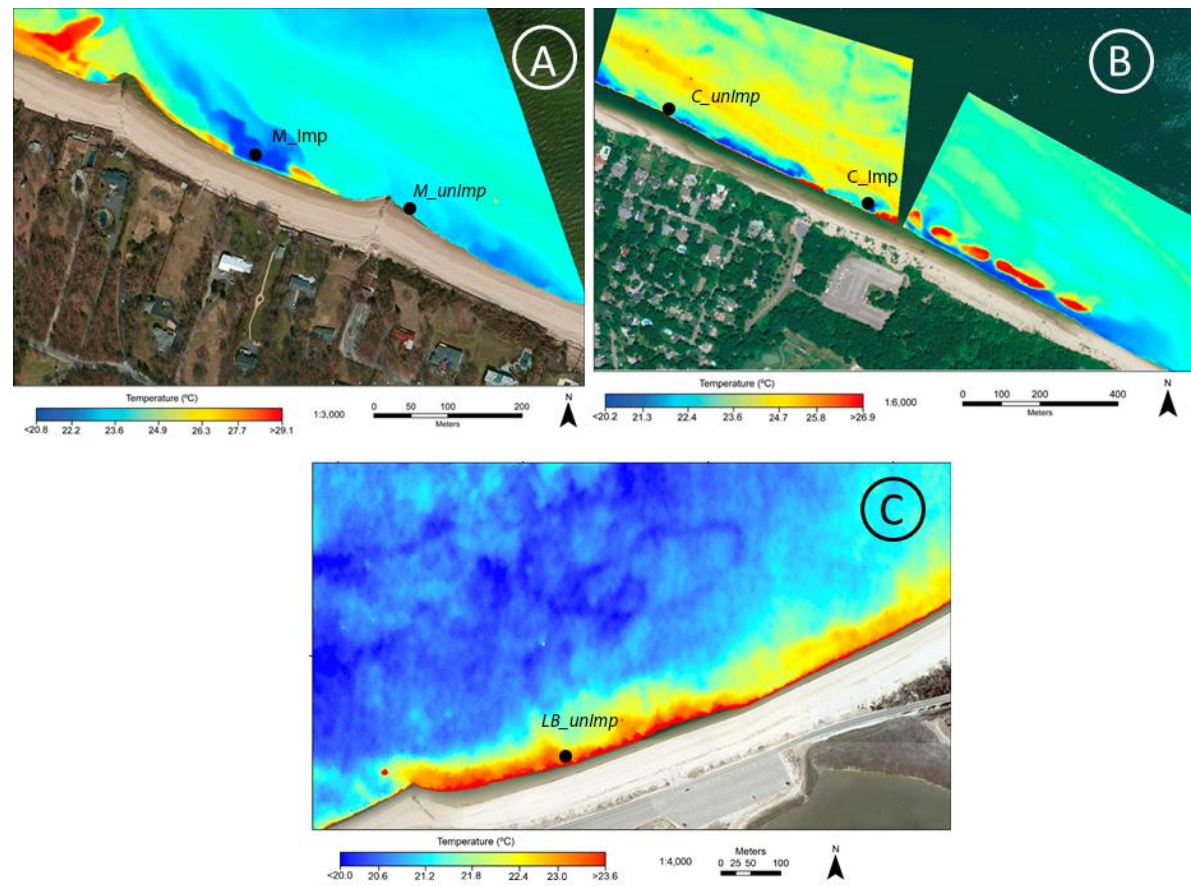 A
M_Imp
M_unImp
Temperature (ºC)
<20.8 22.2 23.6 24.9 26.3 27.7 >29.1
1:3,000
0 50 100 200
Meters
N
B
C_unImp
C_Imp
Temperature (ºC)
<20.2 21.3 22.4 23.6 24.7 25.8 >26.9
1:6,000
0 100 200 400
Meters
N
C
LB_unImp
Temperature (ºC)
<20.0 20.6 21.2 21.8 22.4 23.0 >23.6
1:4,000
Meters
0 25 50 100
N